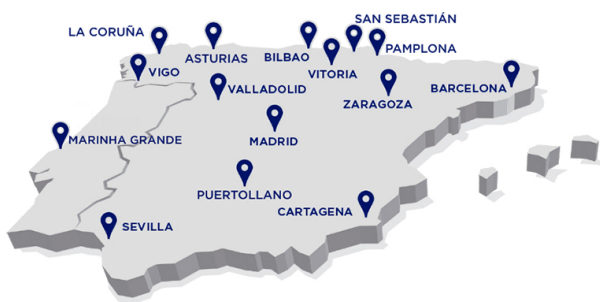 SAN SEBASTIÁN
LA CORUÑA
ASTURIAS
BILBAO
PAMPLONA
VIGO
VITORIA
VALLADOLID
ZARAGOZA
BARCELONA
MARINHA GRANDE
MADRID
PUERTOLLANO
CARTAGENA
SEVILLA